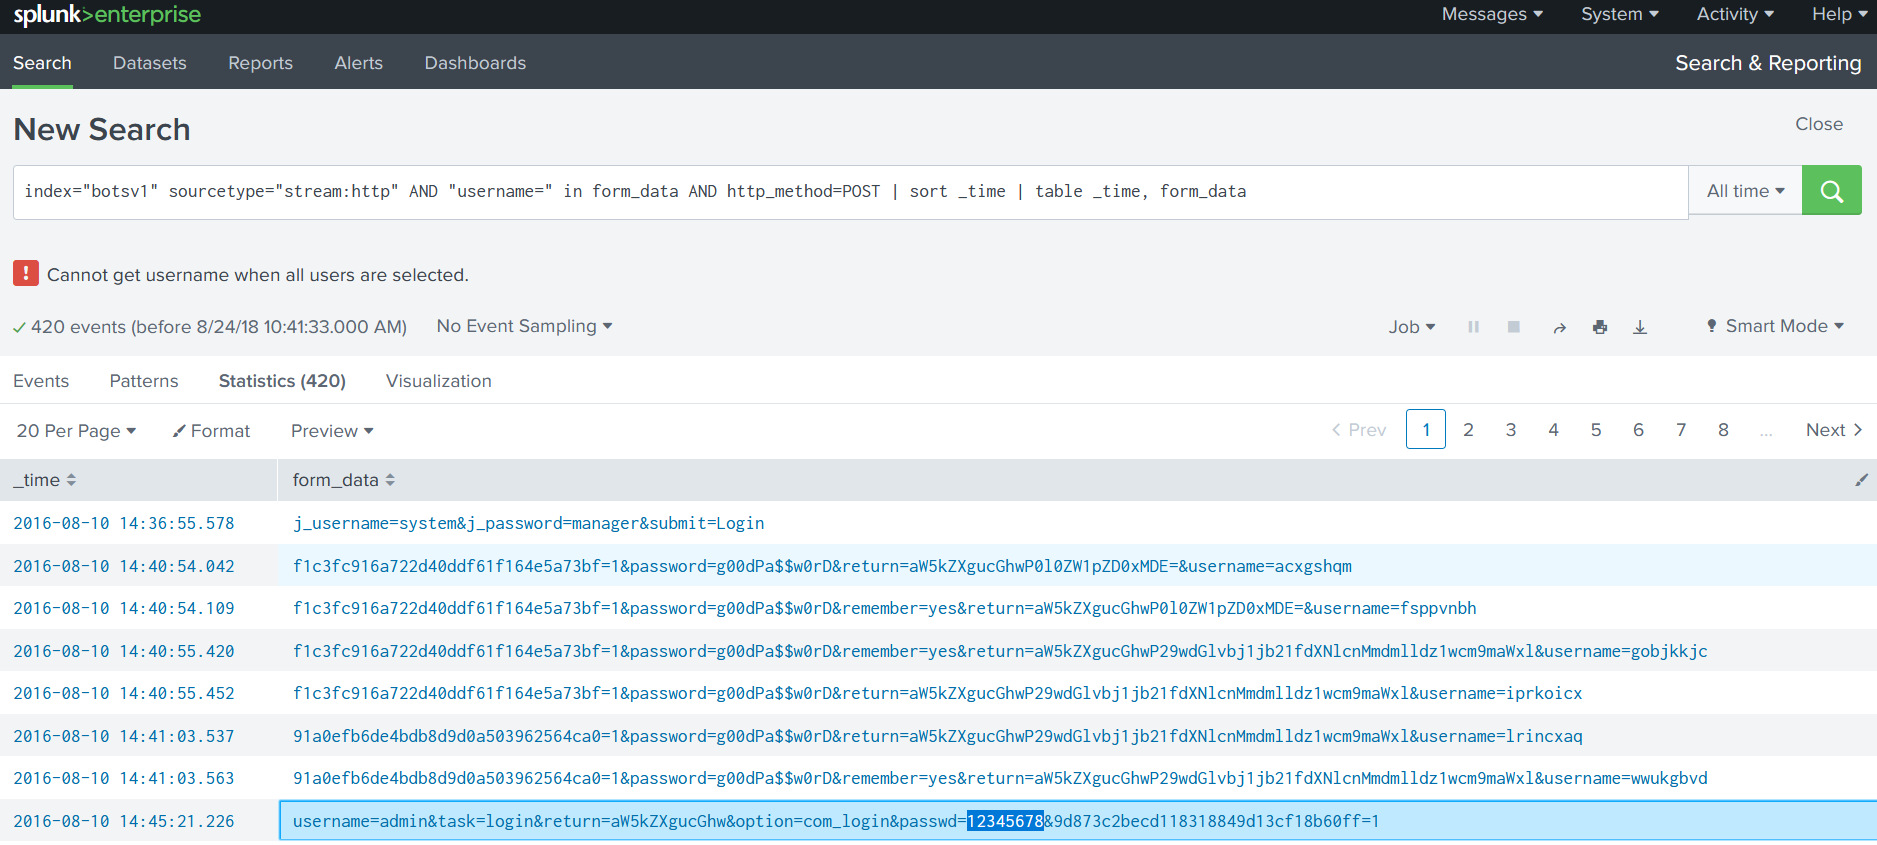 splunk>enterprise Messages System Activity Help
Search Datasets Reports Alerts Dashboards Search & Reporting
New Search Close
index="botsv1" sourcetype="stream:http" AND "username=" in form_data AND http_method=POST | sort _time | table _time, form_data All time
! Cannot get username when all users are selected.
420 events (before 8/24/18 10:41:33.000 AM) No Event Sampling Job Smart Mode
Events Patterns Statistics (420) Visualization
20 Per Page Format Preview Prev 1 2 3 4 5 6 7 8 ... Next
_time form_data
2016-08-10 14:36:55.578 j_username=system&j_password=manager&submit=Login
2016-08-10 14:40:54.042 f1c3fc916a722d40ddf61f164e5a73bf=1&password=g00dPa$$w0rD&return=aW5kZXgucGhwP0l0ZW1pZD0xMDE=&username=acxgshqm
2016-08-10 14:40:54.109 f1c3fc916a722d40ddf61f164e5a73bf=1&password=g00dPa$$w0rD&remember=yes&return=aW5kZXgucGhwP0l0ZW1pZD0xMDE=&username=fsppvnbh
2016-08-10 14:40:55.420 f1c3fc916a722d40ddf61f164e5a73bf=1&password=g00dPa$$w0rD&remember=yes&return=aW5kZXgucGhwP29wdGlvbj1jb21fdXNlcnMmdmlldz1wcm9maWxl&username=gobjkkjc
2016-08-10 14:40:55.452 f1c3fc916a722d40ddf61f164e5a73bf=1&password=g00dPa$$w0rD&return=aW5kZXgucGhwP29wdGlvbj1jb21fdXNlcnMmdmlldz1wcm9maWxl&username=iprkoicx
2016-08-10 14:41:03.537 91a0efb6de4bdb8d9d0a503962564ca0=1&password=g00dPa$$w0rD&return=aW5kZXgucGhwP29wdGlvbj1jb21fdXNlcnMmdmlldz1wcm9maWxl&username=lrincxaq
2016-08-10 14:41:03.563 91a0efb6de4bdb8d9d0a503962564ca0=1&password=g00dPa$$w0rD&remember=yes&return=aW5kZXgucGhwP29wdGlvbj1jb21fdXNlcnMmdmlldz1wcm9maWxl&username=wwukgbvd
2016-08-10 14:45:21.226 username=admin&task=login&return=aW5kZXgucGhw&option=com_login&passwd=12345678&9d873c2becd118318849d13cf18b60ff=1